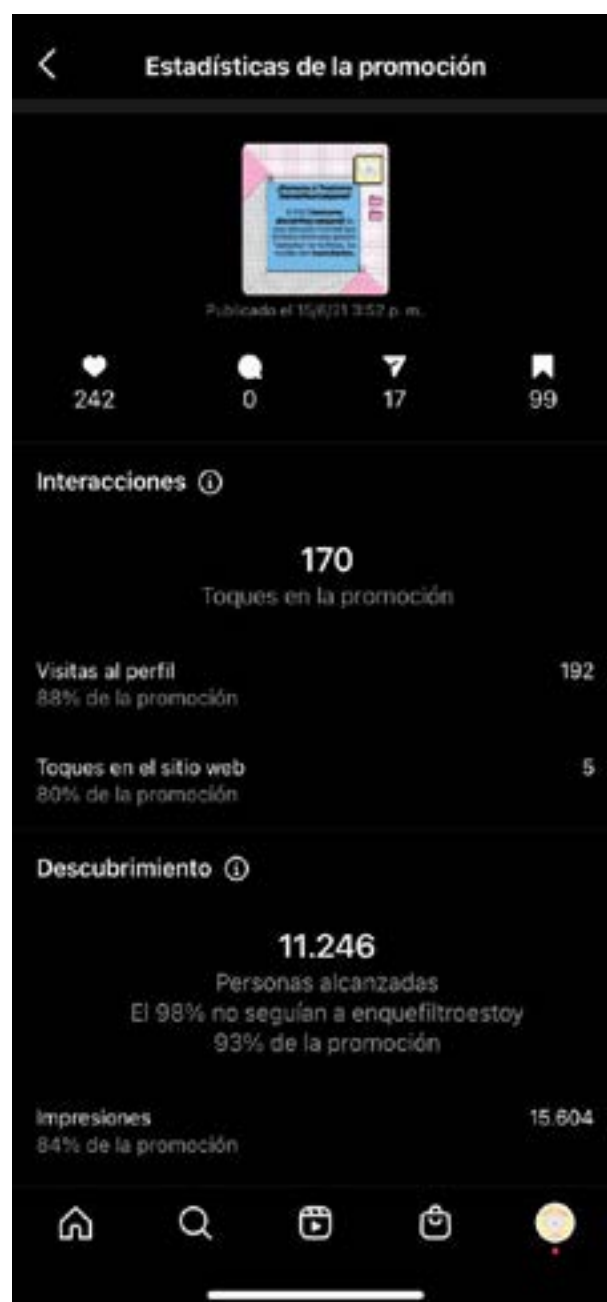 Estadísticas de la promoción
Publicado el 15/6/21 3:52 p. m.
242 0 17 99
Interacciones
170
Toques en la promoción
Visitas al perfil 192
88% de la promoción
Toques en el sitio web 5
80% de la promoción
Descubrimiento
11.246
Personas alcanzadas
El 98% no seguían a enquefiltroestoy
93% de la promoción
Impresiones 15.604
84% de la promoción